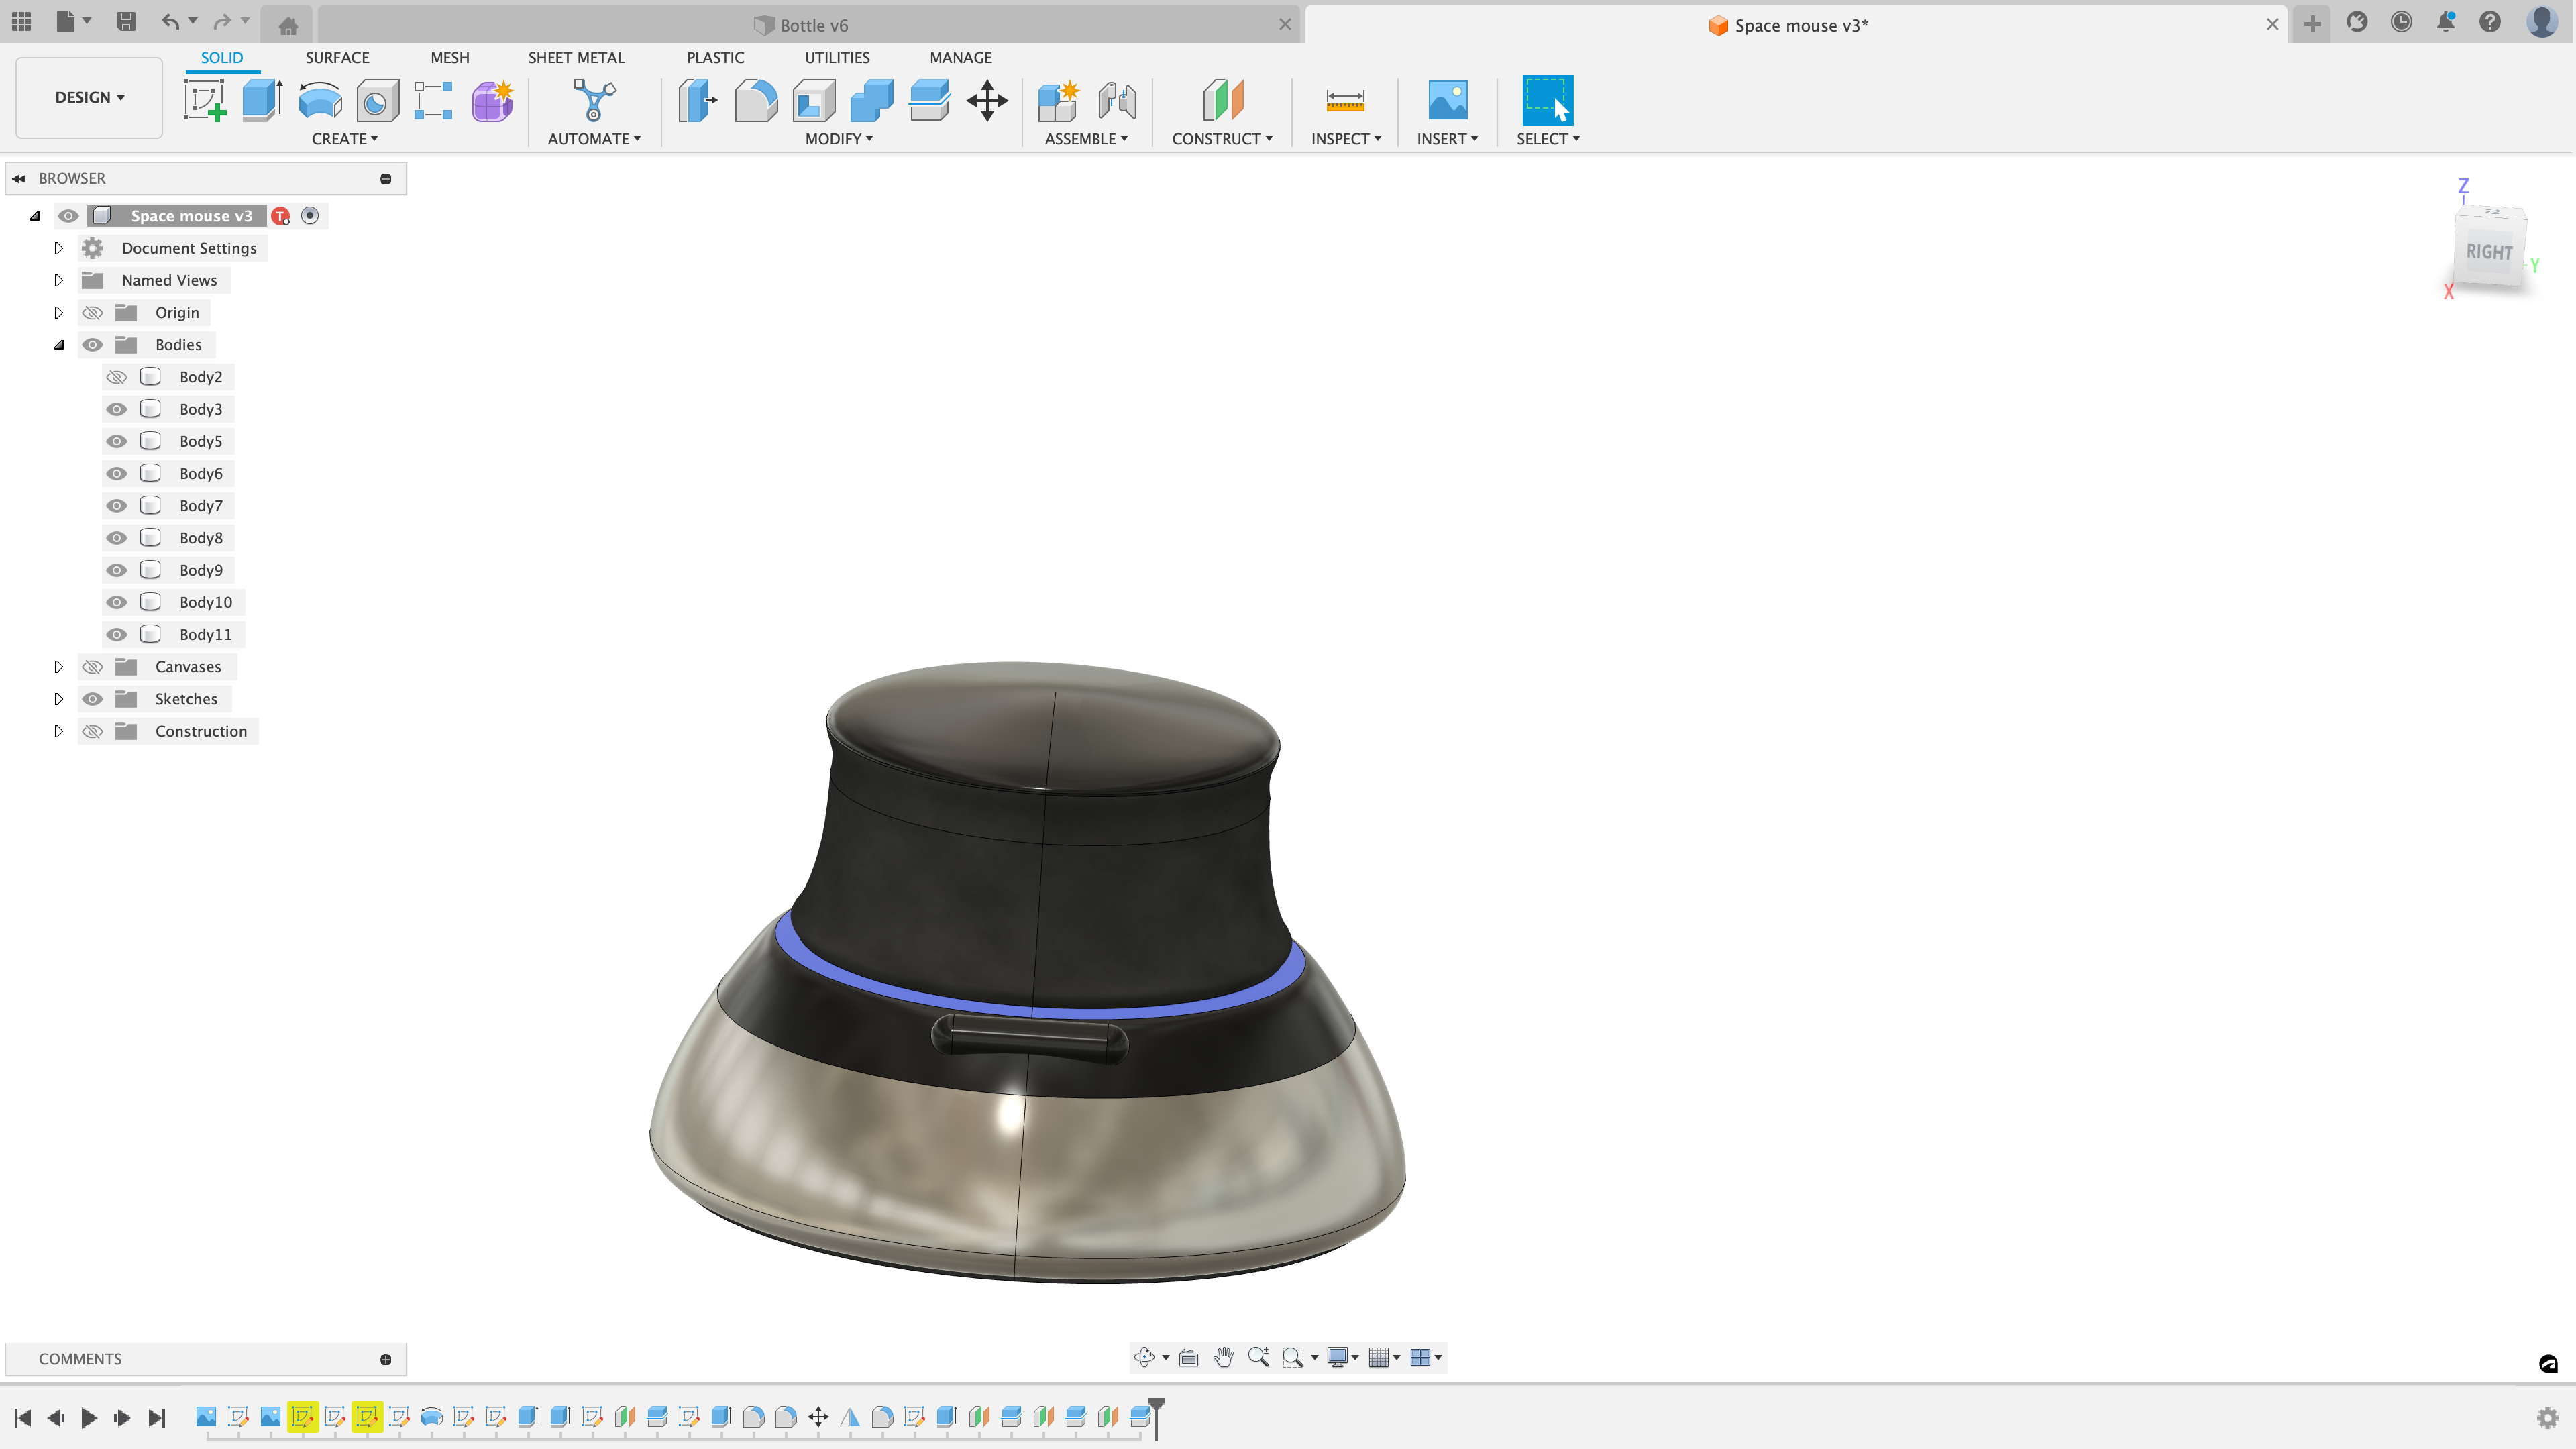 Bottle v6
Space mouse v3*
SOLID SURFACE MESH SHEET METAL PLASTIC UTILITIES MANAGE
DESIGN
CREATE AUTOMATE MODIFY ASSEMBLE CONSTRUCT INSPECT INSERT SELECT
BROWSER
Space mouse v3
Document Settings
Named Views
Origin
Bodies
Body2
Body3
Body5
Body6
Body7
Body8
Body9
Body10
Body11
Canvases
Sketches
Construction
Z
RIGHT
Y
X
COMMENTS